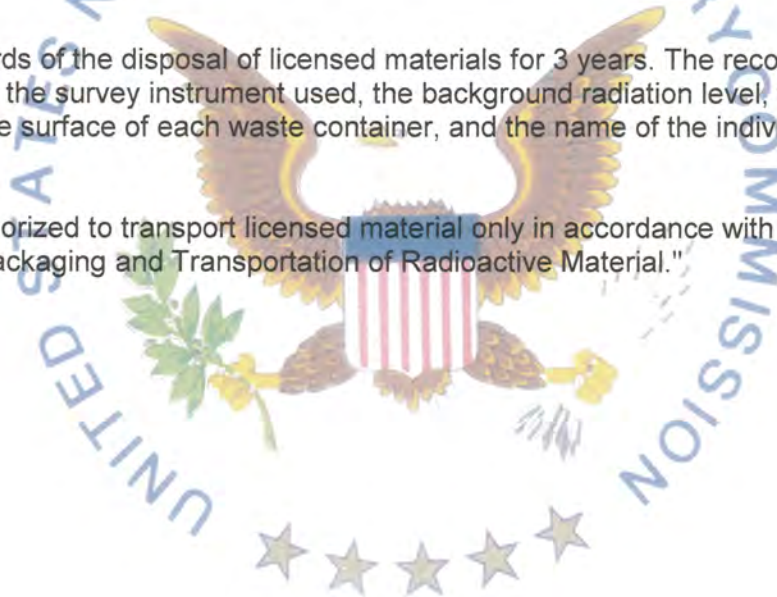 rds of the disposal of licensed materials for 3 years. The reco
the survey instrument used, the background radiation level,
e surface of each waste container, and the name of the indiv
orized to transport licensed material only in accordance with
ackaging and Transportation of Radioactive Material."
UNITED STATES N
Y COMMISSION